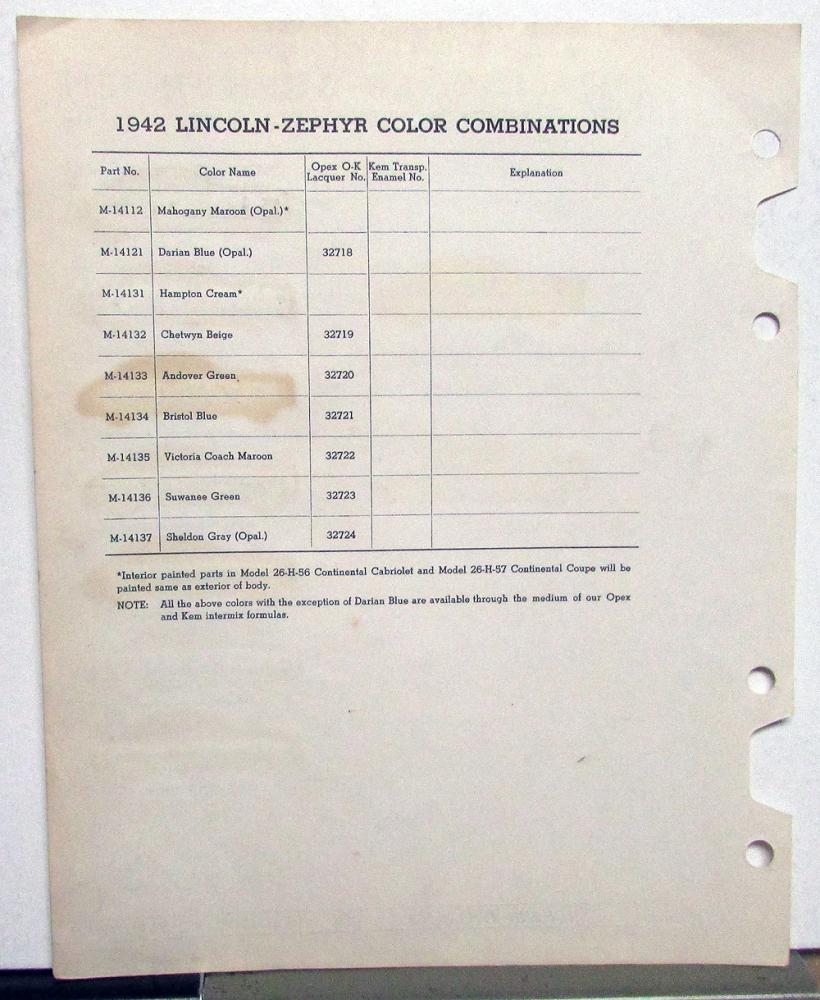 1942 LINCOLN-ZEPHYR COLOR COMBINATIONS
Part No. Color Name Opex O-K Lacquer No. Kem Transp. Enamel No. Explanation
M-14112 Mahogany Maroon (Opal.)*
M-14121 Darian Blue (Opal.) 32718
M-14131 Hampton Cream*
M-14132 Chetwyn Beige 32719
M-14133 Andover Green 32720
M-14134 Bristol Blue 32721
M-14135 Victoria Coach Maroon 32722
M-14136 Suwanee Green 32723
M-14137 Sheldon Gray (Opal.) 32724
*Interior painted parts in Model 26-H-56 Continental Cabriolet and Model 26-H-57 Continental Coupe will be
painted same as exterior of body.
NOTE: All the above colors with the exception of Darian Blue are available through the medium of our Opex
and Kem intermix formulas.